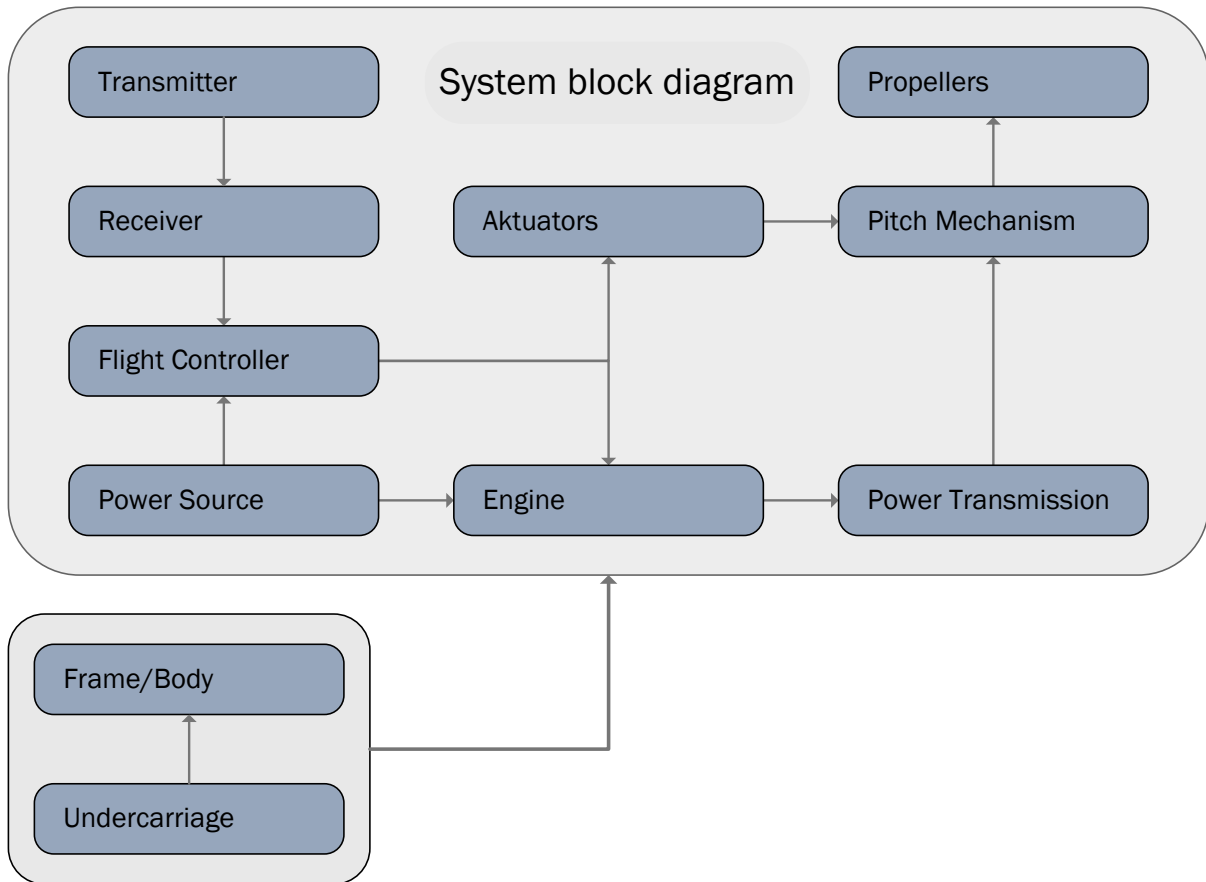 Transmitter
System block diagram
Propellers
Receiver
Aktuators
Pitch Mechanism
Flight Controller
Power Source
Engine
Power Transmission
Frame/Body
Undercarriage